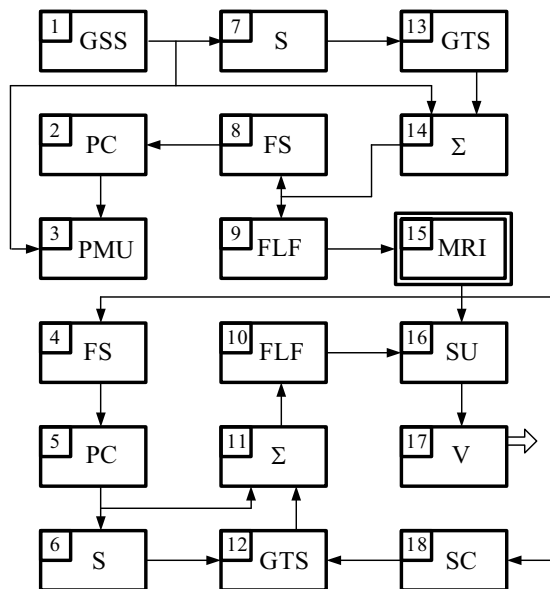 1 GSS
7 S
13 GTS
2 PC
8 FS
14 Σ
3 PMU
9 FLF
15 MRI
4 FS
10 FLF
16 SU
5 PC
11 Σ
17 V
6 S
12 GTS
18 SC